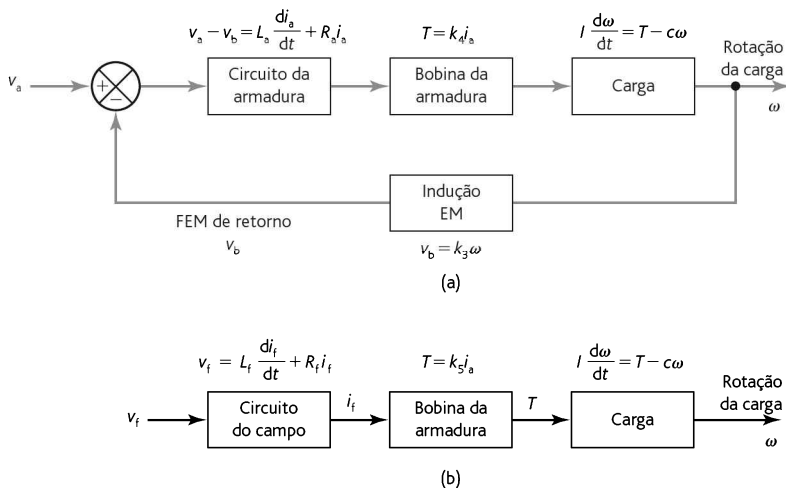 v_a − v_b = L_a di_a/dt + R_a i_a
T = k_4 i_a
I dω/dt = T − cω
v_a
+
−
Circuito da
armadura
Bobina da
armadura
Carga
Rotação
da carga
ω
FEM de retorno
v_b
Indução
EM
v_b = k_3 ω
(a)
v_f = L_f di_f/dt + R_f i_f
T = k_5 i_a
I dω/dt = T − cω
v_f
Circuito
do campo
i_f
Bobina da
armadura
T
Carga
Rotação
da carga
ω
(b)